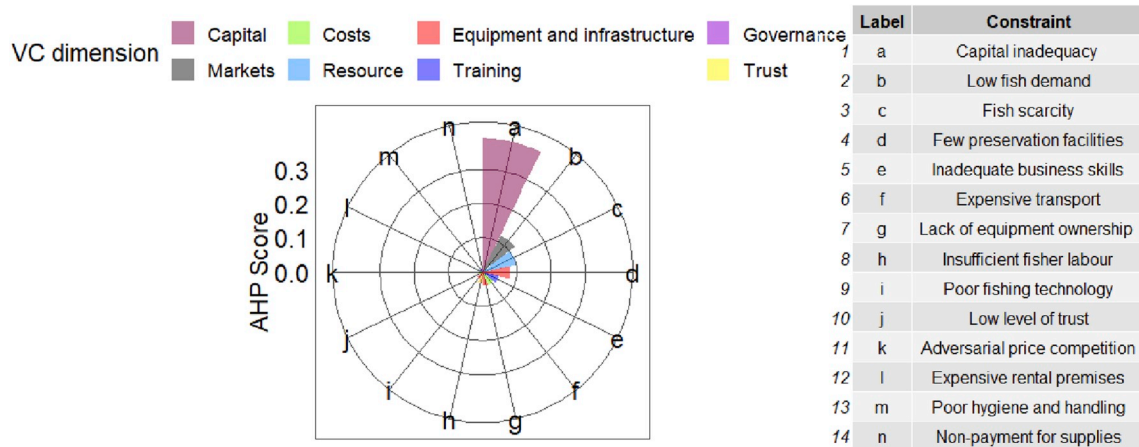 VC dimension
Capital Costs Equipment and infrastructure Governance
Markets Resource Training Trust
AHP Score
0.3
0.2
0.1
0.0
a
b
c
d
e
f
g
h
i
j
k
l
m
n
Label Constraint
1 a Capital inadequacy
2 b Low fish demand
3 c Fish scarcity
4 d Few preservation facilities
5 e Inadequate business skills
6 f Expensive transport
7 g Lack of equipment ownership
8 h Insufficient fisher labour
9 i Poor fishing technology
10 j Low level of trust
11 k Adversarial price competition
12 l Expensive rental premises
13 m Poor hygiene and handling
14 n Non-payment for supplies